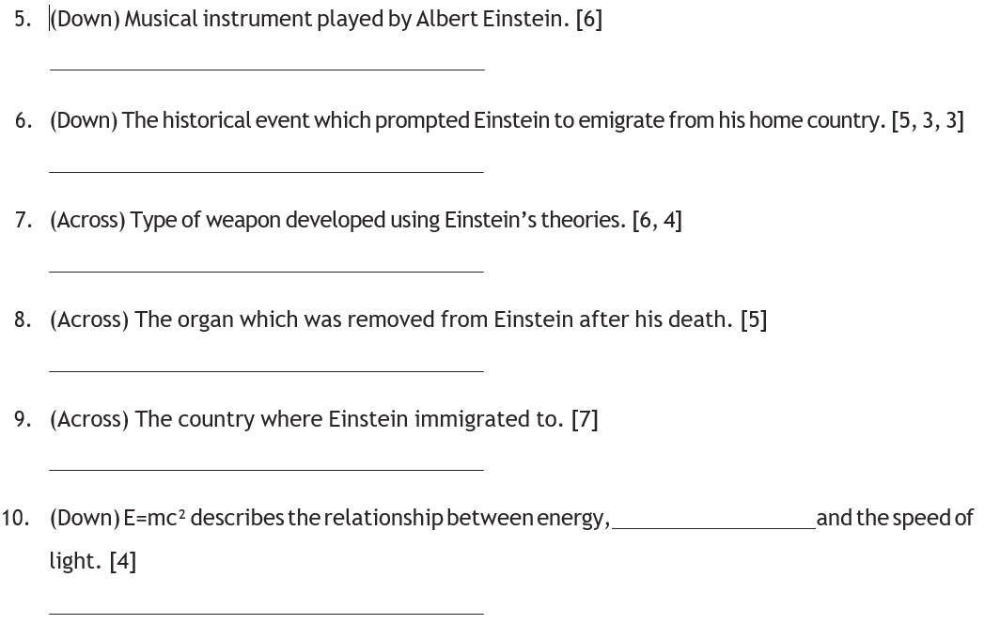 5. (Down) Musical instrument played by Albert Einstein. [6]
6. (Down) The historical event which prompted Einstein to emigrate from his home country. [5, 3, 3]
7. (Across) Type of weapon developed using Einstein’s theories. [6, 4]
8. (Across) The organ which was removed from Einstein after his death. [5]
9. (Across) The country where Einstein immigrated to. [7]
10. (Down) E=mc² describes the relationship between energy,__________________and the speed of
light. [4]